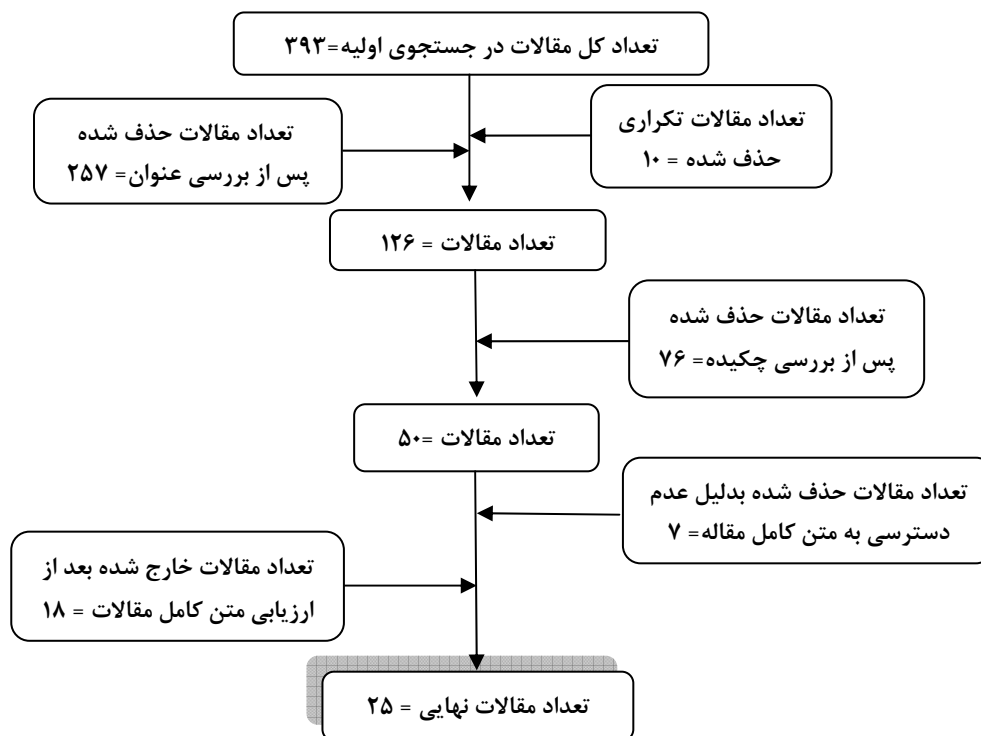 تعداد کل مقالات در جستجوی اولیه=۳۹۳
تعداد مقالات تکراری
حذف شده = ۱۰
تعداد مقالات حذف شده
پس از بررسی عنوان= ۲۵۷
تعداد مقالات = ۱۲۶
تعداد مقالات حذف شده
پس از بررسی چکیده= ۷۶
تعداد مقالات =۵۰
تعداد مقالات حذف شده بدلیل عدم
دسترسی به متن کامل مقاله= ۷
تعداد مقالات خارج شده بعد از
ارزیابی متن کامل مقالات = ۱۸
تعداد مقالات نهایی = ۲۵